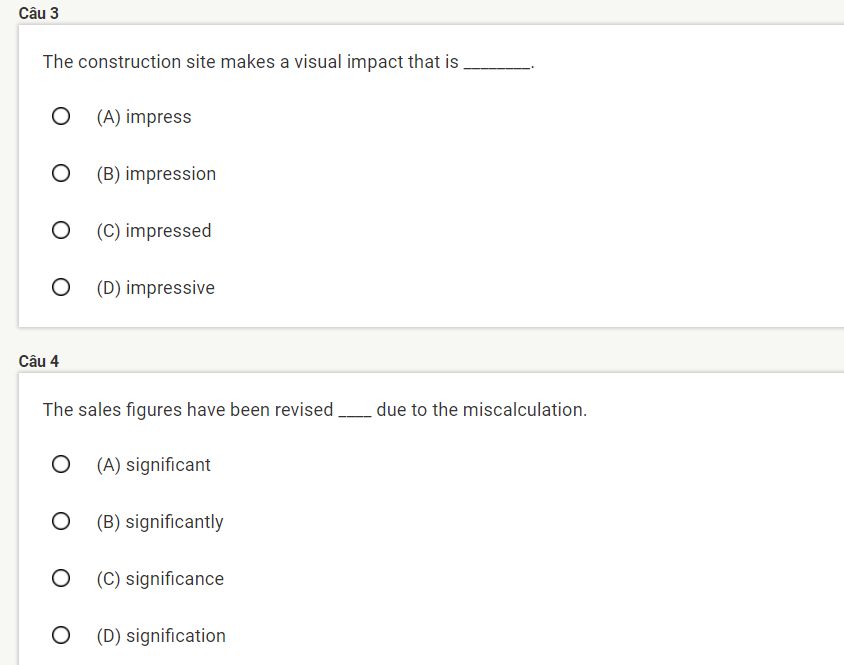 Câu 3
The construction site makes a visual impact that is ________.
(A) impress
(B) impression
(C) impressed
(D) impressive
Câu 4
The sales figures have been revised ____ due to the miscalculation.
(A) significant
(B) significantly
(C) significance
(D) signification